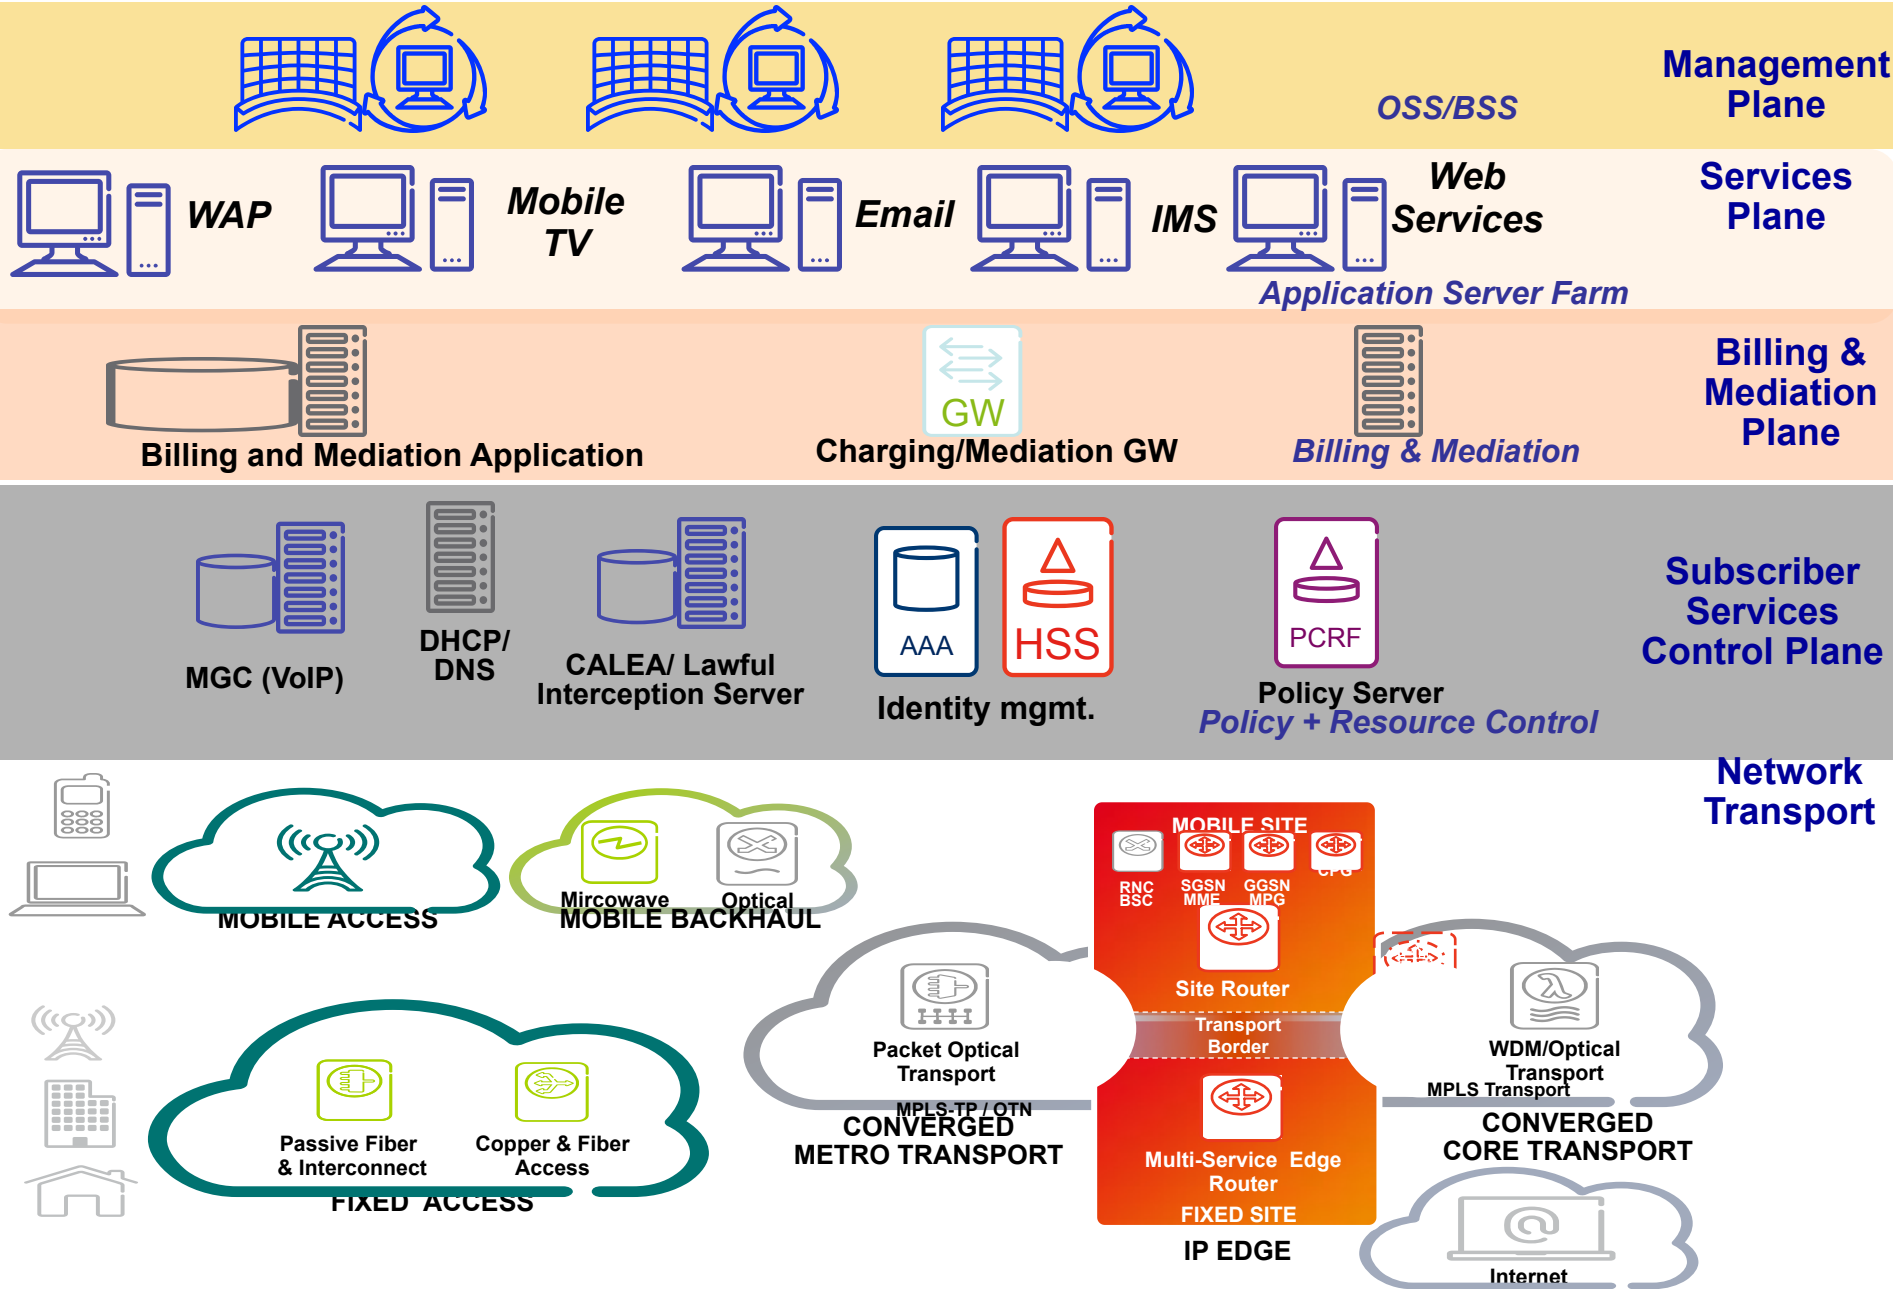 Management
Plane
OSS/BSS
Services
Plane
WAP
Mobile
TV
Email
IMS
Web
Services
Application Server Farm
Billing &
Mediation
Plane
GW
Billing and Mediation Application
Charging/Mediation GW
Billing & Mediation
Subscriber
Services
Control Plane
MGC (VoIP)
DHCP/
DNS
CALEA/ Lawful
Interception Server
AAA
HSS
Identity mgmt.
PCRF
Policy Server
Policy + Resource Control
Network
Transport
MOBILE ACCESS
Mircowave
Optical
MOBILE BACKHAUL
MOBILE SITE
RNC
BSC
SGSN
MME
GGSN
MPG
CPG
Site Router
Transport
Border
Packet Optical
Transport
MPLS-TP / OTN
CONVERGED
METRO TRANSPORT
WDM/Optical
Transport
MPLS Transport
CONVERGED
CORE TRANSPORT
Passive Fiber
& Interconnect
Copper & Fiber
Access
FIXED ACCESS
Multi-Service Edge
Router
FIXED SITE
IP EDGE
λ
@
Internet